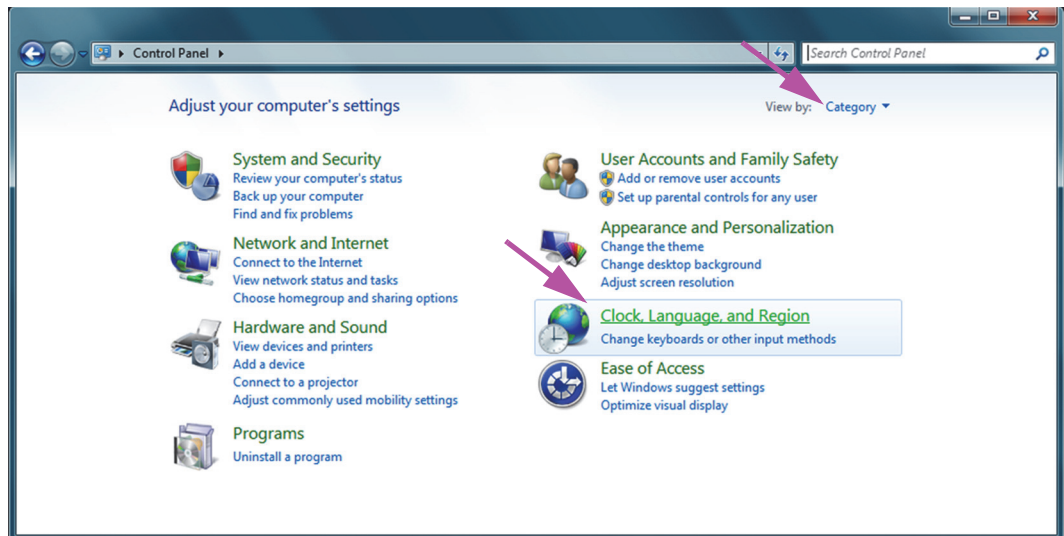 Control Panel
Search Control Panel
Adjust your computer's settings
View by: Category
System and Security
Review your computer's status
Back up your computer
Find and fix problems
Network and Internet
Connect to the Internet
View network status and tasks
Choose homegroup and sharing options
Hardware and Sound
View devices and printers
Add a device
Connect to a projector
Adjust commonly used mobility settings
Programs
Uninstall a program
User Accounts and Family Safety
Add or remove user accounts
Set up parental controls for any user
Appearance and Personalization
Change the theme
Change desktop background
Adjust screen resolution
Clock, Language, and Region
Change keyboards or other input methods
Ease of Access
Let Windows suggest settings
Optimize visual display